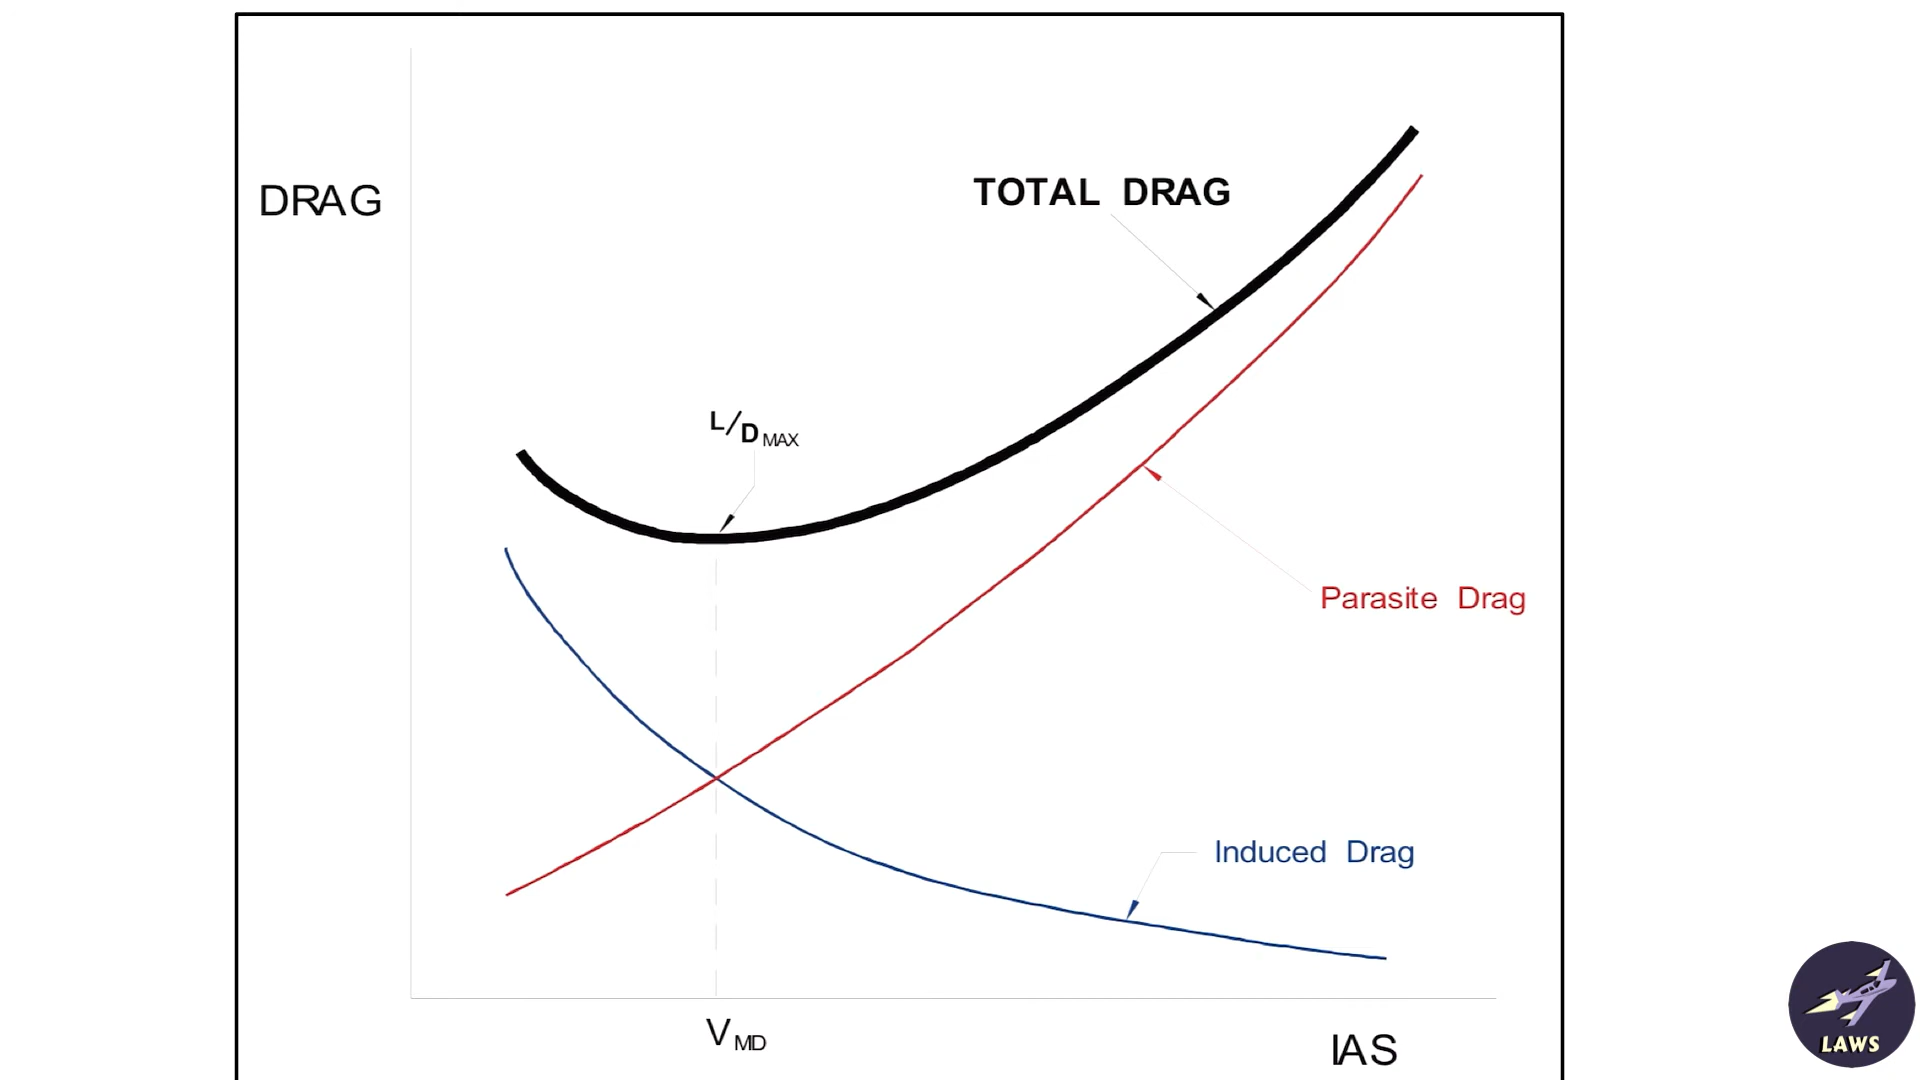 DRAG
TOTAL DRAG
L/D MAX
Parasite Drag
Induced Drag
V MD
IAS
LAWS